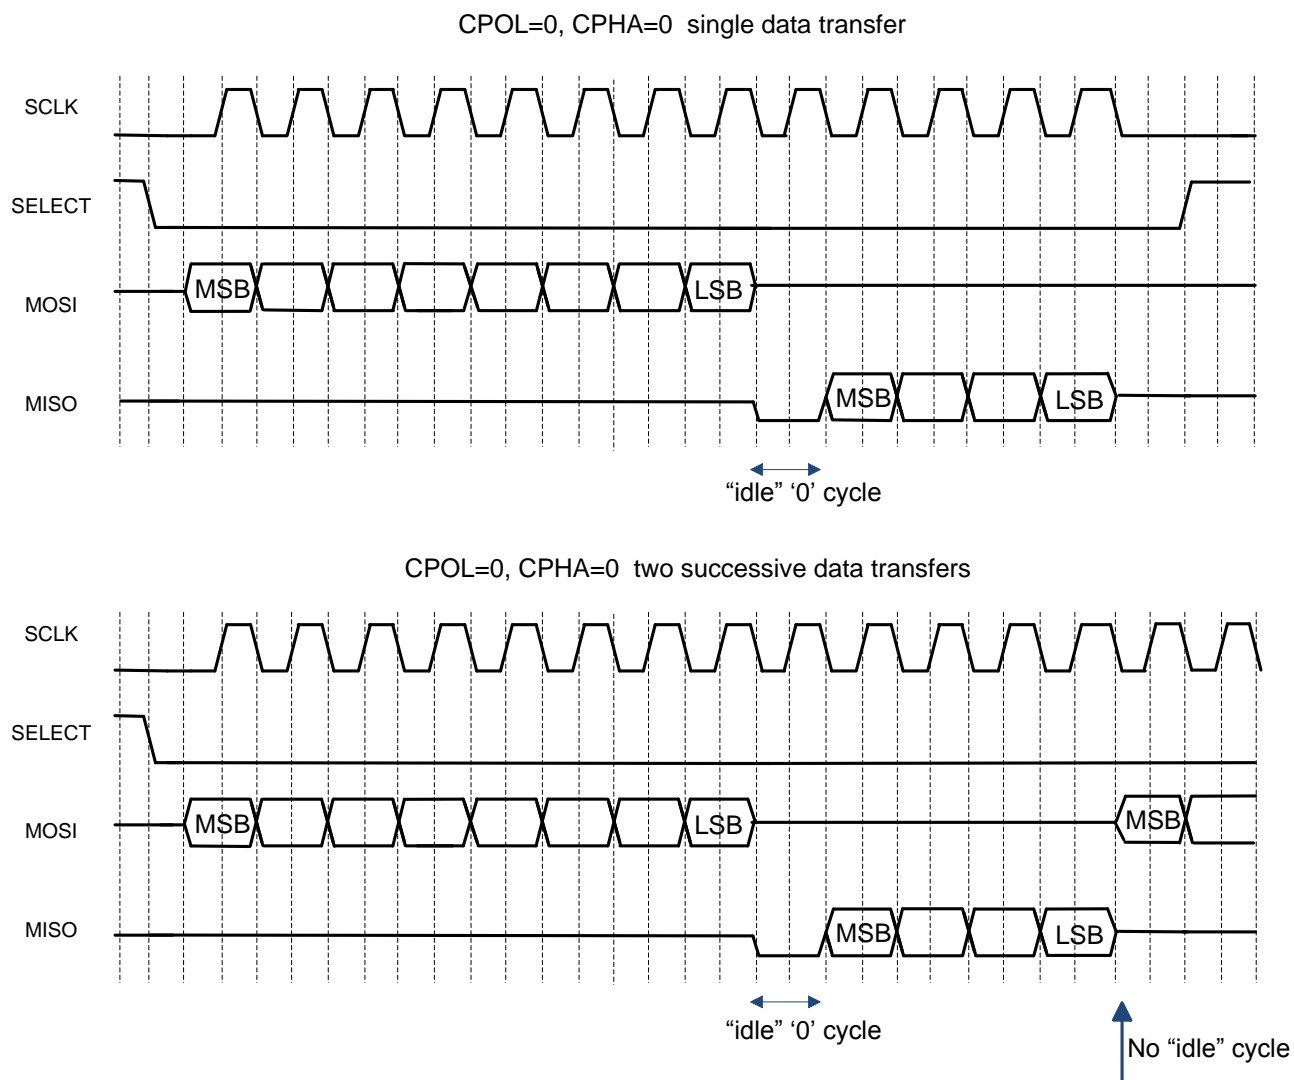 CPOL=0, CPHA=0 single data transfer
SCLK
SELECT
MOSI
MSB
LSB
MISO
MSB
LSB
“idle” ‘0’ cycle
CPOL=0, CPHA=0 two successive data transfers
SCLK
SELECT
MOSI
MSB
LSB
MSB
MISO
MSB
LSB
“idle” ‘0’ cycle
No “idle” cycle